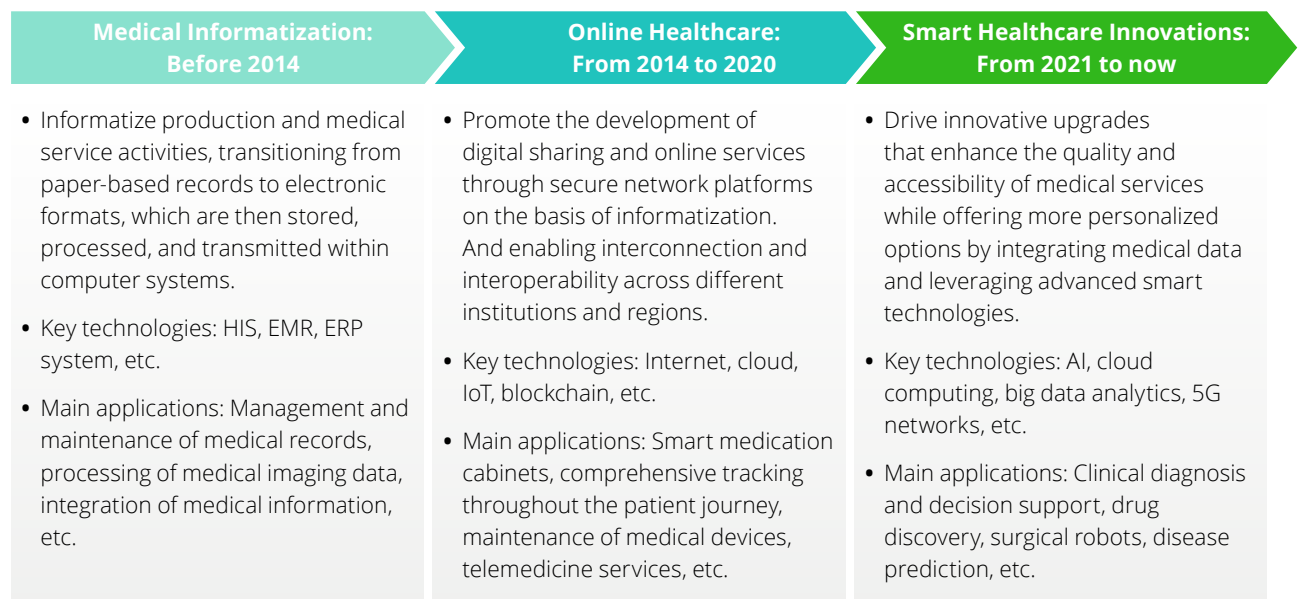 Medical Informatization:
Before 2014
Online Healthcare:
From 2014 to 2020
Smart Healthcare Innovations:
From 2021 to now
• Informatize production and medical
service activities, transitioning from
paper-based records to electronic
formats, which are then stored,
processed, and transmitted within
computer systems.
• Key technologies: HIS, EMR, ERP
system, etc.
• Main applications: Management and
maintenance of medical records,
processing of medical imaging data,
integration of medical information,
etc.
• Promote the development of
digital sharing and online services
through secure network platforms
on the basis of informatization.
And enabling interconnection and
interoperability across different
institutions and regions.
• Key technologies: Internet, cloud,
IoT, blockchain, etc.
• Main applications: Smart medication
cabinets, comprehensive tracking
throughout the patient journey,
maintenance of medical devices,
telemedicine services, etc.
• Drive innovative upgrades
that enhance the quality and
accessibility of medical services
while offering more personalized
options by integrating medical data
and leveraging advanced smart
technologies.
• Key technologies: AI, cloud
computing, big data analytics, 5G
networks, etc.
• Main applications: Clinical diagnosis
and decision support, drug
discovery, surgical robots, disease
prediction, etc.